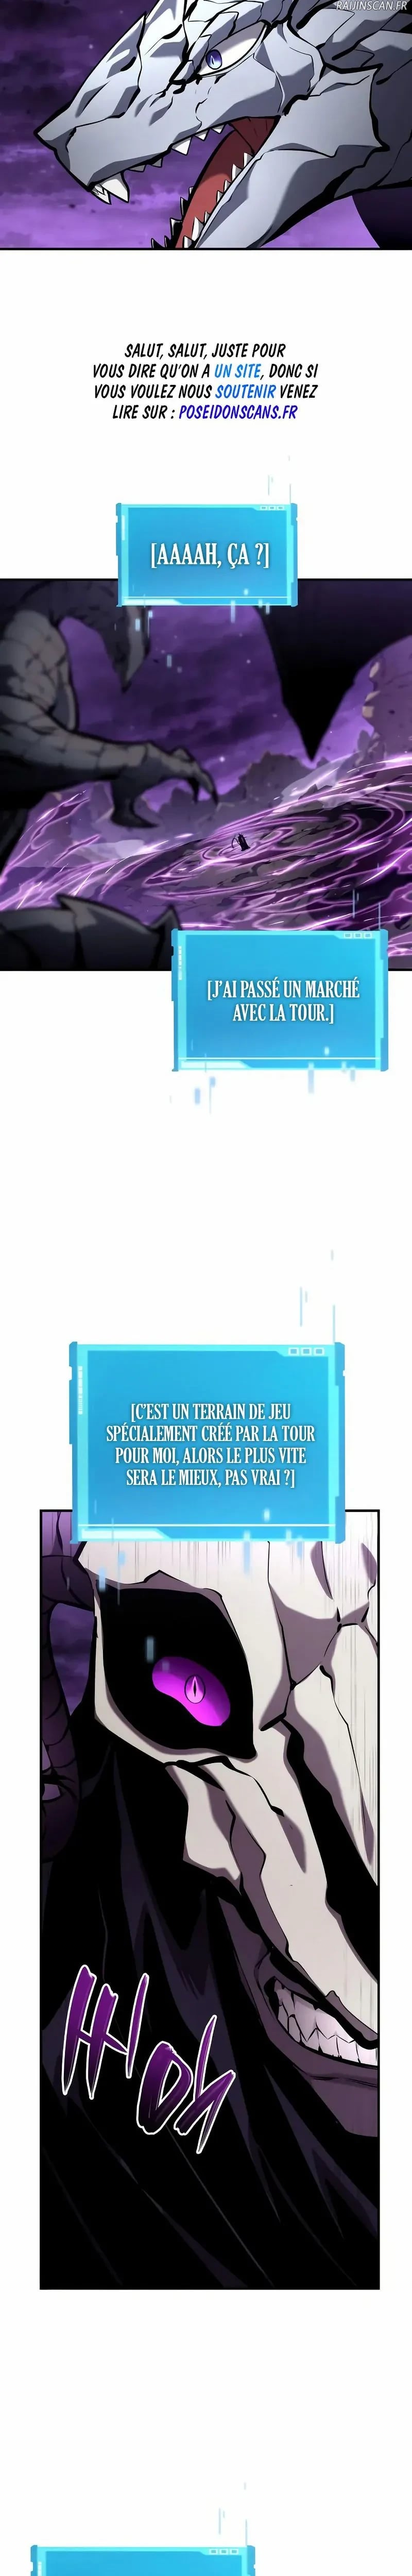 RAIJINSCAN.FR
SALUT, SALUT, JUSTE POUR
VOUS DIRE QU'ON A UN SITE, DONC SI
VOUS VOULEZ NOUS SOUTENIR VENEZ
LIRE SUR : POSEIDONSCANS.FR
[AAAAH, ÇA ?]
[J'AI PASSÉ UN MARCHÉ
AVEC LA TOUR.]
[C'EST UN TERRAIN DE JEU
SPÉCIALEMENT CRÉÉ PAR LA TOUR
POUR MOI, ALORS LE PLUS VITE
SERA LE MIEUX, PAS VRAI ?]